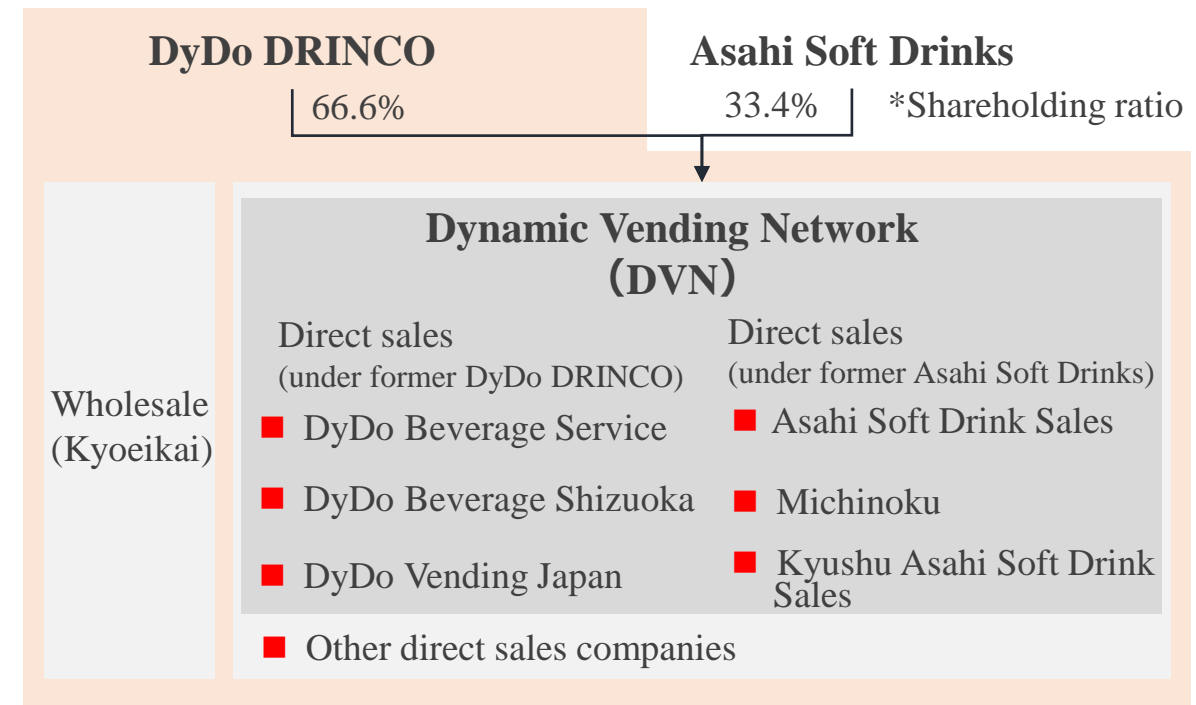 DyDo DRINCO
Asahi Soft Drinks
66.6%
33.4%
*Shareholding ratio
Wholesale
(Kyoeikai)
Dynamic Vending Network
（DVN）
Direct sales
(under former DyDo DRINCO)
■ DyDo Beverage Service
■ DyDo Beverage Shizuoka
■ DyDo Vending Japan
Direct sales
(under former Asahi Soft Drinks)
■ Asahi Soft Drink Sales
■ Michinoku
■ Kyushu Asahi Soft Drink
Sales
■ Other direct sales companies